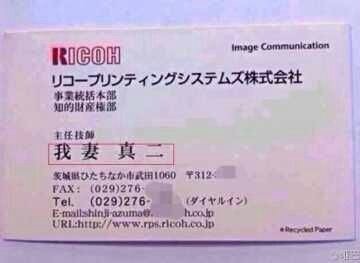 RICOH
Image Communication
リコープリンティングシステムズ株式会社
事業統括本部
知的財産権部
主任技師
我妻 真二
茨城県ひたちなか市武田1060 〒312-
FAX: (029)276-
Tel. (029)276- (ダイヤルイン)
E-mail:shinji-azuma@ h.co.jp
URL:http://www.rps.ricoh.co.jp
*Recycled Paper